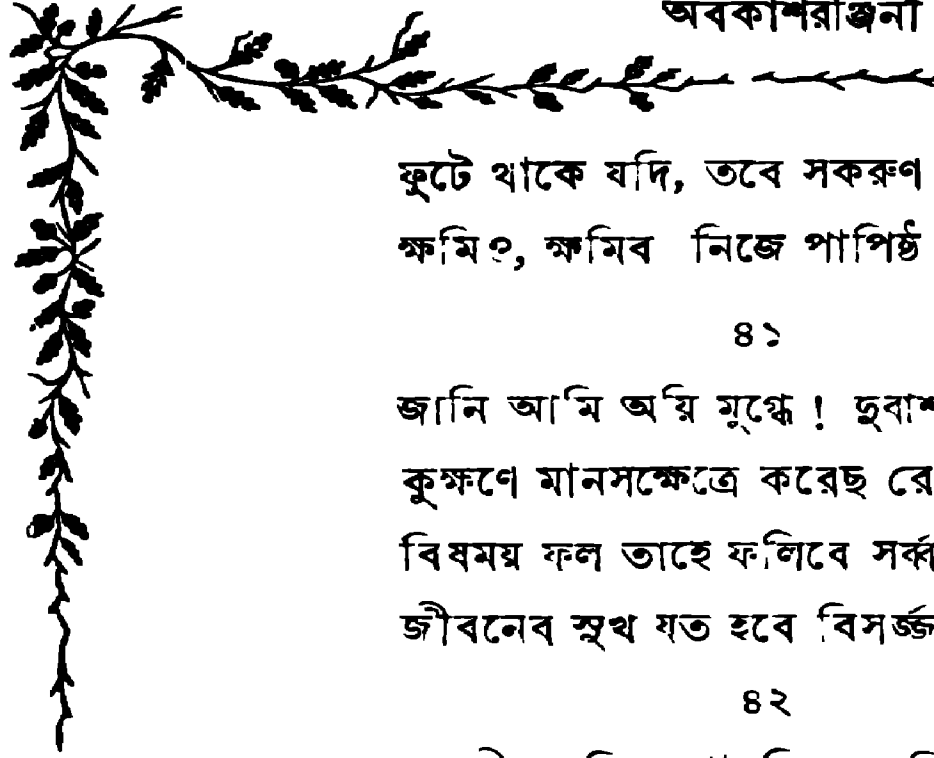 অবকাশরঞ্জিনী
ফুটে থাকে যদি, তবে সকরুণ
ক্ষমিও, ক্ষমিব নিজে পাপিষ্ঠ
৪১
জানি আমি অয়ি মুগ্ধে ! দুবাশ
কুক্ষণে মানসক্ষেত্রে করেছ রো
বিষময় ফল তাহে ফলিবে সর্ব্ব
জীবনেব সুখ যত হবে বিসর্জ্জ
৪২